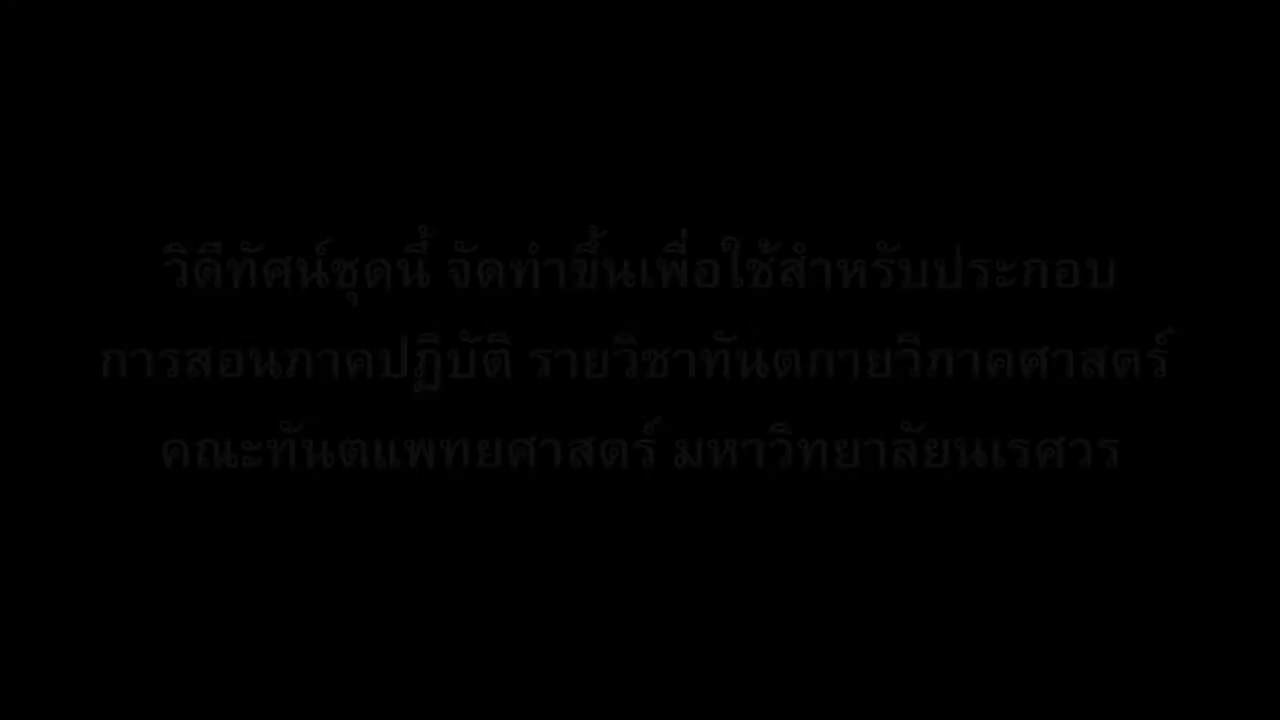 วิดีทัศน์ชุดนี้ จัดทำขึ้นเพื่อใช้สำหรับประกอบ
การสอนภาคปฏิบัติ รายวิชาทันตกายวิภาคศาสตร์
คณะทันตแพทยศาสตร์ มหาวิทยาลัยนเรศวร